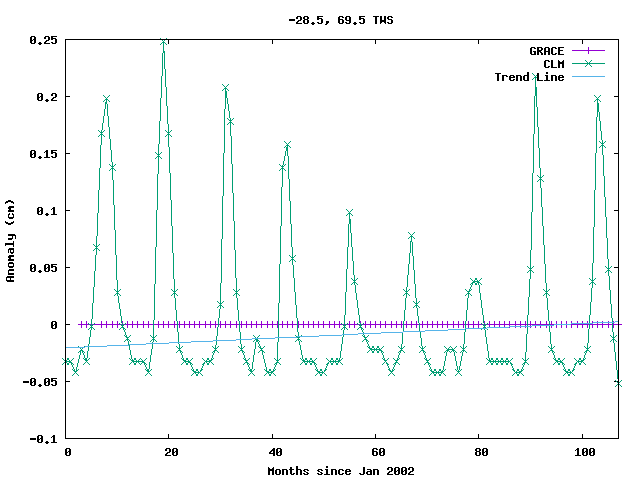 -28.5, 69.5 TWS
GRACE
CLM
Trend Line
0.25
0.2
0.15
0.1
0.05
0
-0.05
-0.1
Anomaly (cm)
0 20 40 60 80 100
Months since Jan 2002